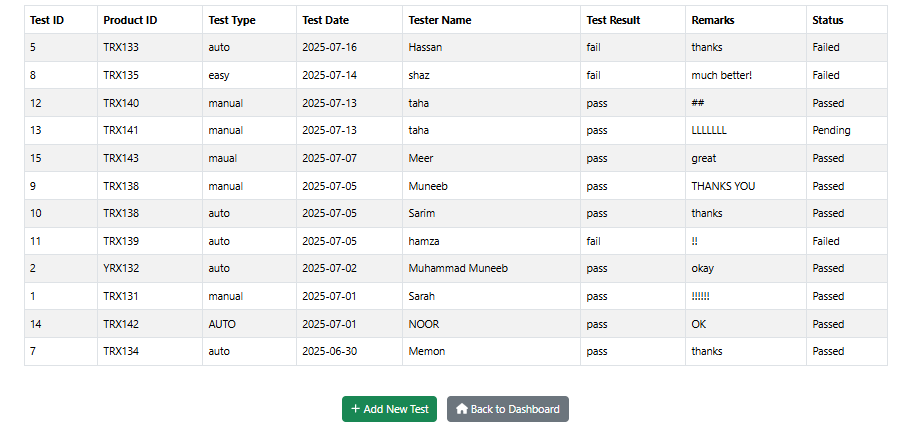 Test ID Product ID Test Type Test Date Tester Name Test Result Remarks Status
5 TRX133 auto 2025-07-16 Hassan fail thanks Failed
8 TRX135 easy 2025-07-14 shaz fail much better! Failed
12 TRX140 manual 2025-07-13 taha pass ## Passed
13 TRX141 manual 2025-07-13 taha pass LLLLLLL Pending
15 TRX143 maual 2025-07-07 Meer pass great Passed
9 TRX138 manual 2025-07-05 Muneeb pass THANKS YOU Passed
10 TRX138 auto 2025-07-05 Sarim pass thanks Passed
11 TRX139 auto 2025-07-05 hamza fail !! Failed
2 YRX132 auto 2025-07-02 Muhammad Muneeb pass okay Passed
1 TRX131 manual 2025-07-01 Sarah pass !!!!!! Passed
14 TRX142 AUTO 2025-07-01 NOOR pass OK Passed
7 TRX134 auto 2025-06-30 Memon pass thanks Passed
+ Add New Test Back to Dashboard